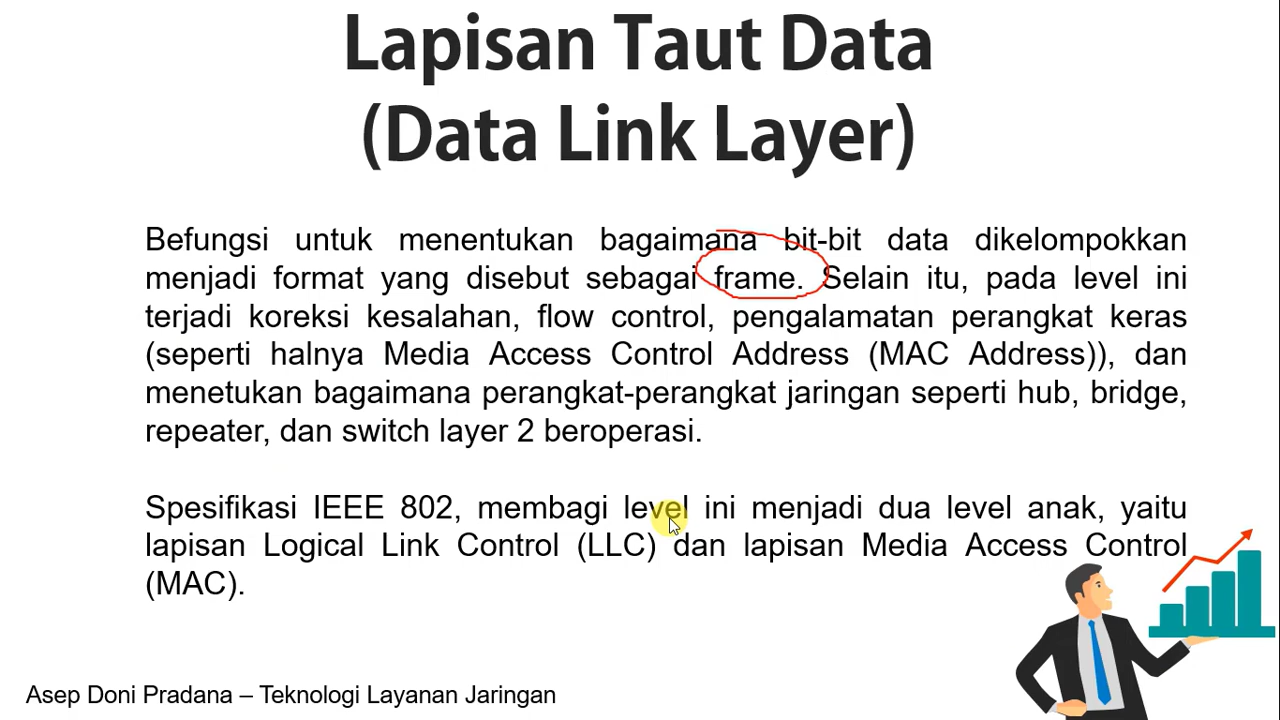 Lapisan Taut Data
(Data Link Layer)
Befungsi untuk menentukan bagaimana bit-bit data dikelompokkan
menjadi format yang disebut sebagai frame. Selain itu, pada level ini
terjadi koreksi kesalahan, flow control, pengalamatan perangkat keras
(seperti halnya Media Access Control Address (MAC Address)), dan
menetukan bagaimana perangkat-perangkat jaringan seperti hub, bridge,
repeater, dan switch layer 2 beroperasi.
Spesifikasi IEEE 802, membagi level ini menjadi dua level anak, yaitu
lapisan Logical Link Control (LLC) dan lapisan Media Access Control
(MAC).
Asep Doni Pradana – Teknologi Layanan Jaringan